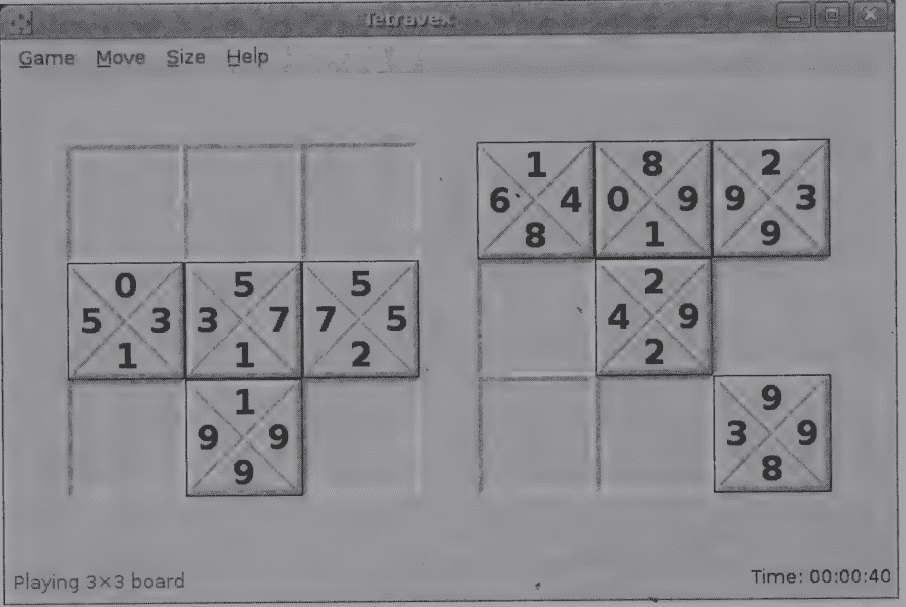 Tetravex
Game Move Size Help
1 8 2
6 4 0 9 9 3
8 1 9
0 5 5 2
5 3 3 7 7 5 4 9
1 1 2 2
1 9
9 9 3 9
9 8
Playing 3×3 board
Time: 00:00:40